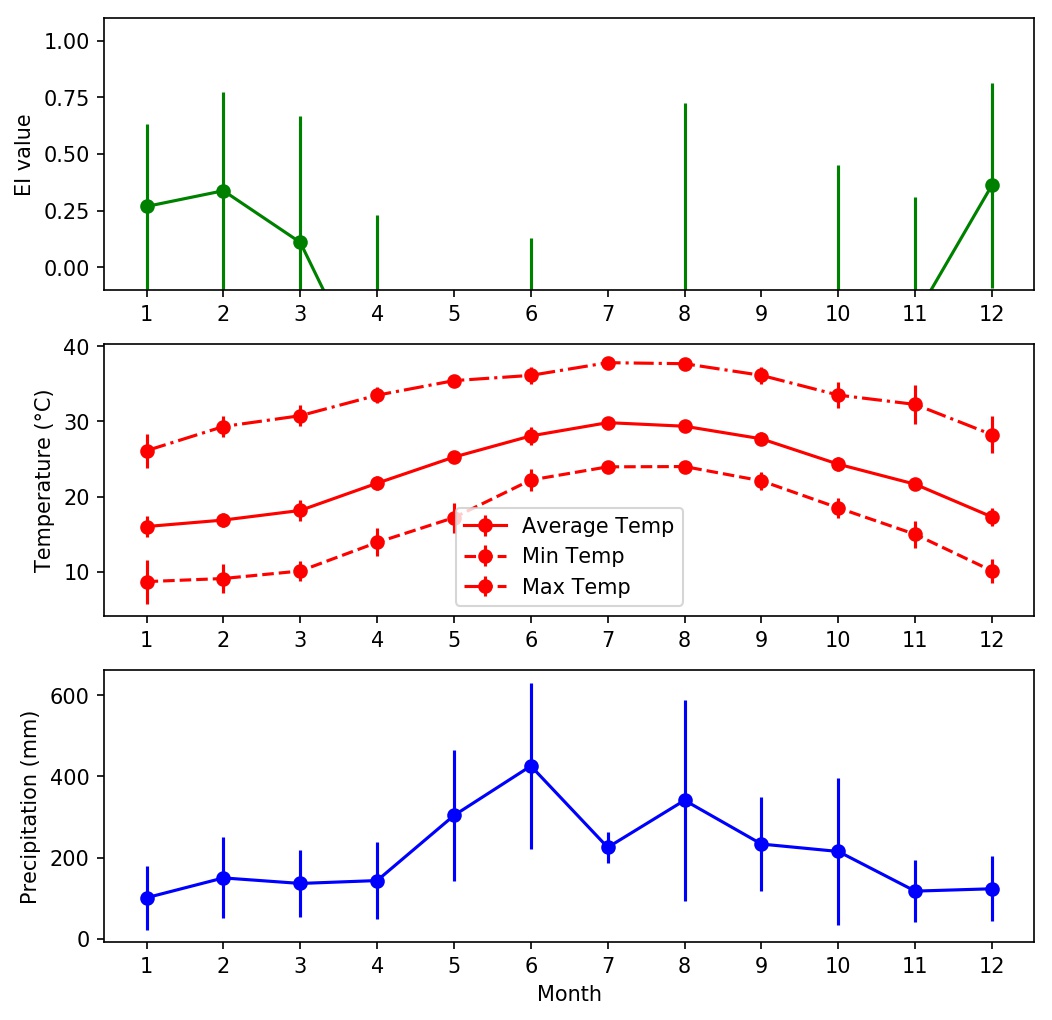 EI value
1.00
0.75
0.50
0.25
0.00
1 2 3 4 5 6 7 8 9 10 11 12
Temperature (°C)
40
30
20
10
Average Temp
Min Temp
Max Temp
1 2 3 4 5 6 7 8 9 10 11 12
Precipitation (mm)
600
400
200
0
1 2 3 4 5 6 7 8 9 10 11 12
Month